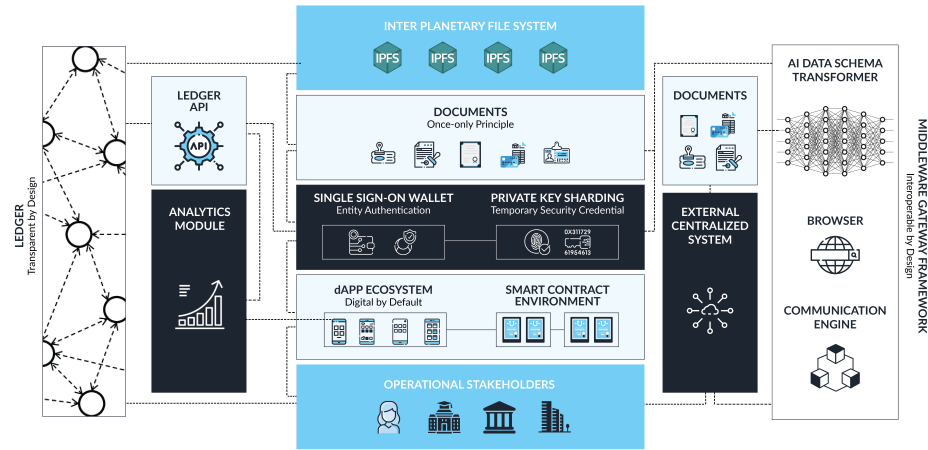 INTER PLANETARY FILE SYSTEM
IPFS
IPFS
IPFS
IPFS
LEDGER
Transparent by Design
LEDGER
API
API
ANALYTICS
MODULE
DOCUMENTS
Once-only Principle
SINGLE SIGN-ON WALLET
Entity Authentication
PRIVATE KEY SHARDING
Temporary Security Credential
0X311729
61954613
dAPP ECOSYSTEM
Digital by Default
SMART CONTRACT
ENVIRONMENT
OPERATIONAL STAKEHOLDERS
DOCUMENTS
EXTERNAL
CENTRALIZED
SYSTEM
AI DATA SCHEMA
TRANSFORMER
BROWSER
COMMUNICATION
ENGINE
MIDDLEWARE GATEWAY FRAMEWORK
Interoperable by Design